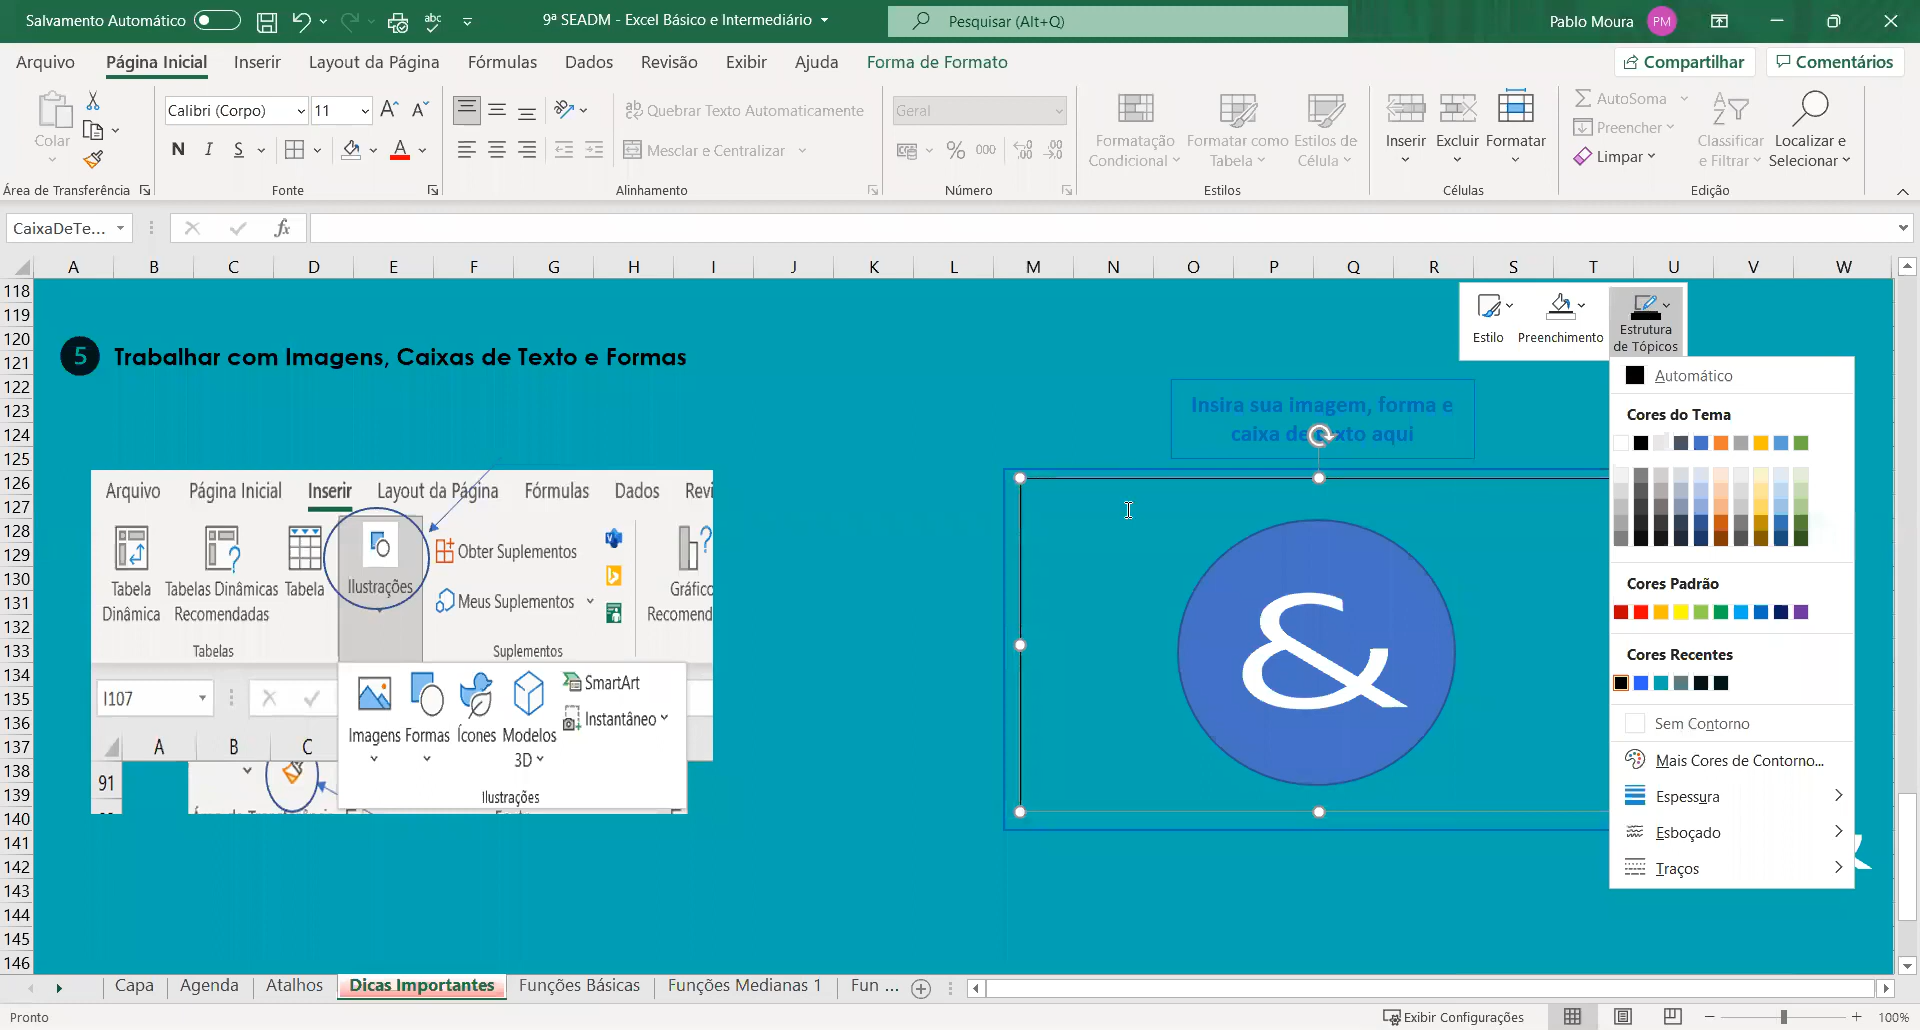 Salvamento Automático
abc
9ª SEADM - Excel Básico e Intermediário
Pesquisar (Alt+Q)
Pablo Moura
PM
Arquivo
Página Inicial
Inserir
Layout da Página
Fórmulas
Dados
Revisão
Exibir
Ajuda
Forma de Formato
Compartilhar
Comentários
Colar
Calibri (Corpo)
11
N
I
S
A
Quebrar Texto Automaticamente
Mesclar e Centralizar
Geral
%
000
Formatação
Condicional
Formatar como
Tabela
Estilos de
Célula
Inserir
Excluir
Formatar
AutoSoma
Preencher
Limpar
Classificar
e Filtrar
Localizar e
Selecionar
Área de Transferência
Fonte
Alinhamento
Número
Estilos
Células
Edição
CaixaDeTe...
fx
A B C D E F G H I J K L M N O P Q R S T U V W
118
119
120
121
122
123
124
125
126
127
128
129
130
131
132
133
134
135
136
137
138
139
140
141
142
143
144
145
146
5 Trabalhar com Imagens, Caixas de Texto e Formas
Arquivo
Página Inicial
Inserir
Layout da Página
Fórmulas
Dados
Revi
Tabela
Dinâmica
Tabelas Dinâmicas
Recomendadas
Tabela
Tabelas
Ilustrações
Obter Suplementos
Meus Suplementos
Suplementos
Gráfico
Recomend
I107
A B C
91
Imagens
Formas
Ícones
Modelos
3D
SmartArt
Instantâneo
Ilustrações
Insira sua imagem, forma e
caixa de texto aqui
&
Estilo
Preenchimento
Estrutura
de Tópicos
Automático
Cores do Tema
Cores Padrão
Cores Recentes
Sem Contorno
Mais Cores de Contorno...
Espessura
Esboçado
Traços
Capa
Agenda
Atalhos
Dicas Importantes
Funções Básicas
Funções Medianas 1
Fun ...
Pronto
Exibir Configurações
100%